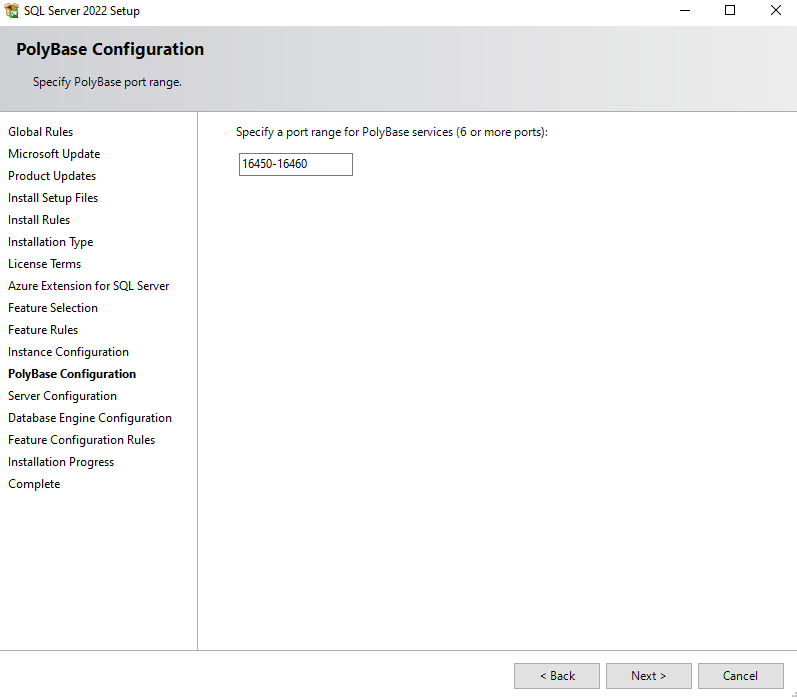 SQL Server 2022 Setup
PolyBase Configuration
Specify PolyBase port range.
Global Rules
Microsoft Update
Product Updates
Install Setup Files
Install Rules
Installation Type
License Terms
Azure Extension for SQL Server
Feature Selection
Feature Rules
Instance Configuration
PolyBase Configuration
Server Configuration
Database Engine Configuration
Feature Configuration Rules
Installation Progress
Complete
Specify a port range for PolyBase services (6 or more ports):
16450-16460
< Back
Next >
Cancel